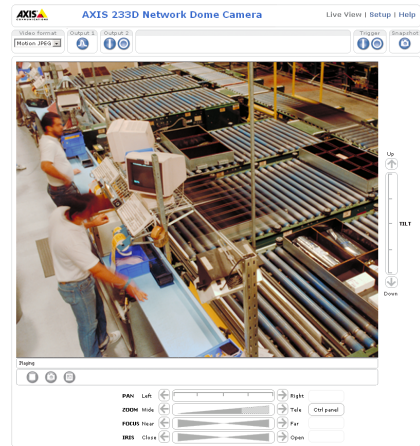 AXIS
COMMUNICATIONS
AXIS 233D Network Dome Camera
Live View | Setup | Help
Video format
Output 1
Output 2
Trigger
Snapshot
Motion JPEG
Up
TILT
Down
Playing
PAN Left Right
ZOOM Wide Tele Ctrl panel
FOCUS Near Far
IRIS Close Open